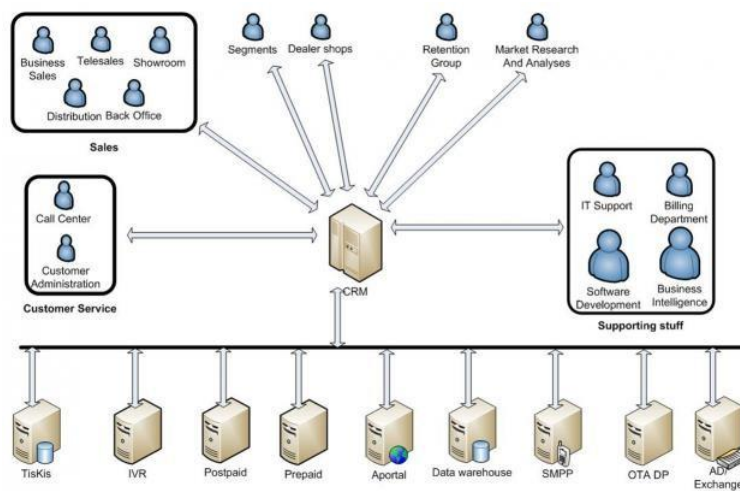 Segments
Dealer shops
Retention
Group
Market Research
And Analyses
Business
Sales
Telesales
Showroom
Distribution
Back Office
Sales
Call Center
Customer
Administration
Customer Service
CRM
IT Support
Billing
Department
Software
Development
Business
Intelligence
Supporting stuff
TisKis
IVR
Postpaid
Prepaid
Aportal
Data warehouse
SMPP
OTA DP
AD/
Exchange